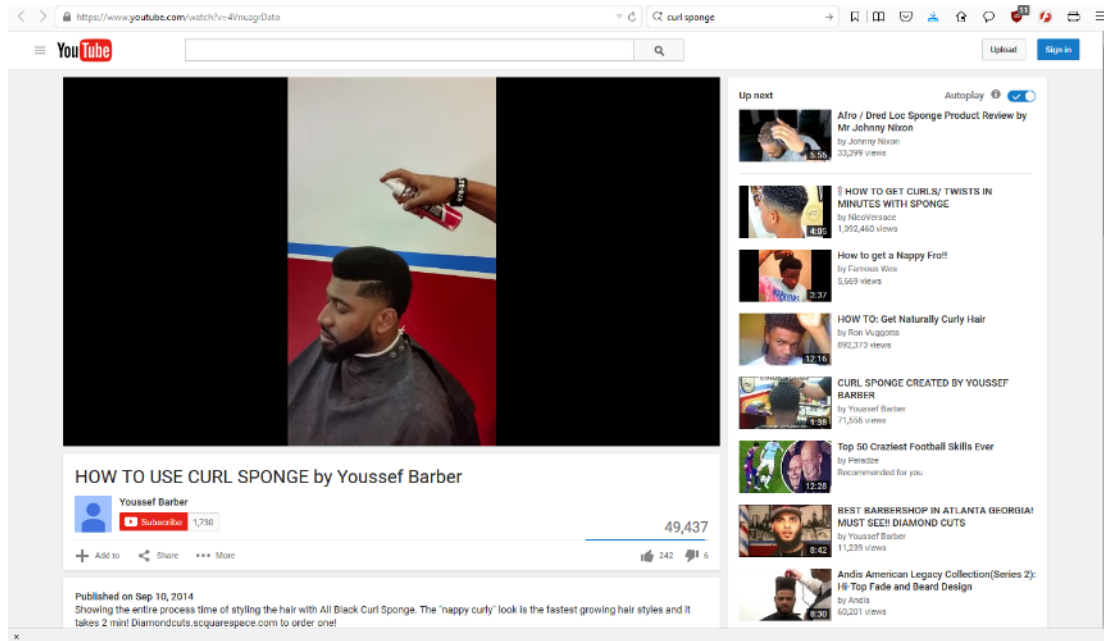 https://www.youtube.com/watch?v=4VnuzgrDato
curl sponge
11
YouTube
Upload
Sign in
Up next
Autoplay
5:55
Afro / Dred Loc Sponge Product Review by
Mr Johnny Nixon
by Johnny Nixon
33,399 views
4:05
HOW TO GET CURLS/ TWISTS IN
MINUTES WITH SPONGE
by NicoVersace
1,092,460 views
3:37
How to get a Nappy Fro!!
by Famous Wes
5,669 views
12:16
HOW TO: Get Naturally Curly Hair
by Ron Vuggotta
892,373 views
1:38
CURL SPONGE CREATED BY YOUSSEF
BARBER
by Youssef Barber
71,556 views
12:28
Top 50 Craziest Football Skills Ever
by Peradze
Recommended for you
8:42
BEST BARBERSHOP IN ATLANTA GEORGIA!
MUST SEE!! DIAMOND CUTS
by Youssef Barber
11,239 views
8:30
Andis American Legacy Collection(Series 2):
Hi-Top Fade and Beard Design
by Andis
60,201 views
HOW TO USE CURL SPONGE by Youssef Barber
Youssef Barber
Subscribe 1,730
49,437
Add to Share More
242 6
Published on Sep 10, 2014
Showing the entire process time of styling the hair with All Black Curl Sponge. The "nappy curly" look is the fastest growing hair styles and it
takes 2 min! Diamondcuts.scquarespace.com to order one!